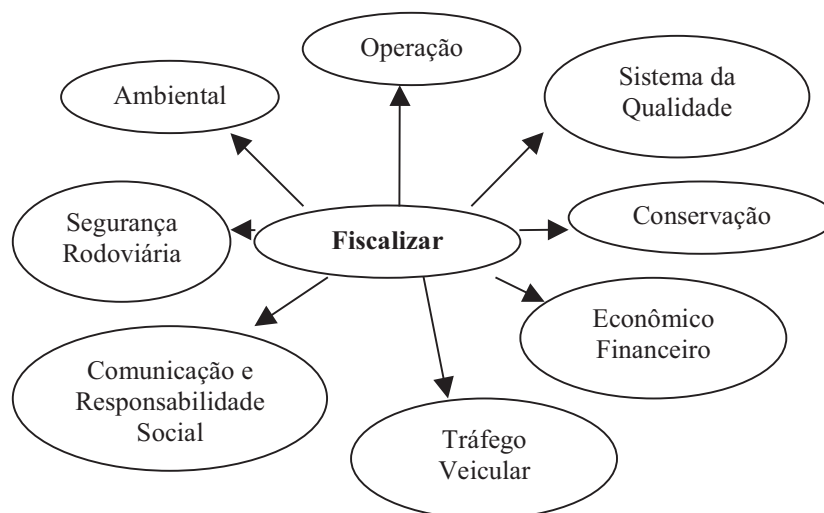 Operação
Ambiental
Sistema da
Qualidade
Segurança
Rodoviária
Fiscalizar
Conservação
Econômico
Financeiro
Comunicação e
Responsabilidade
Social
Tráfego
Veicular